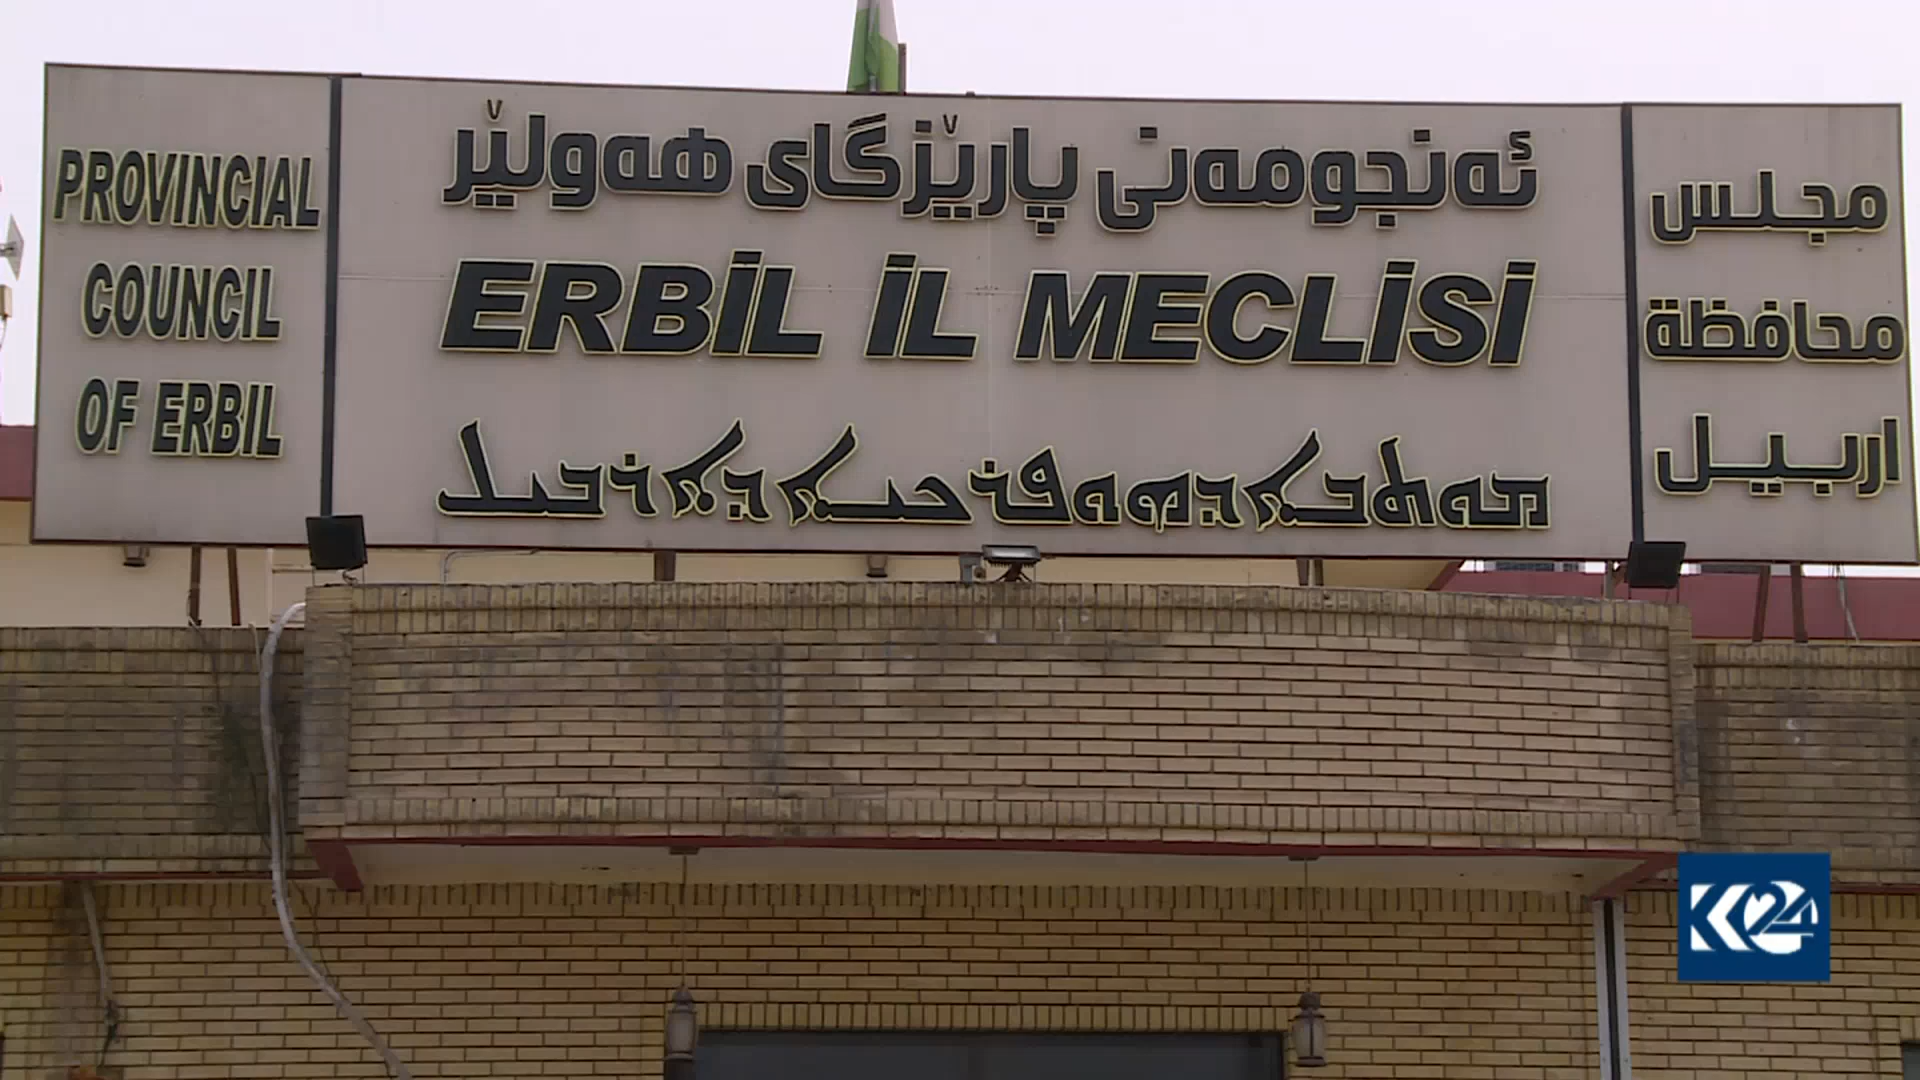 PROVINCIAL
COUNCIL
OF ERBIL
ئەنجومەنی پارێزگای هەولێر
ERBİL İL MECLİSİ
مجلس
محافظة
اربيل
K24